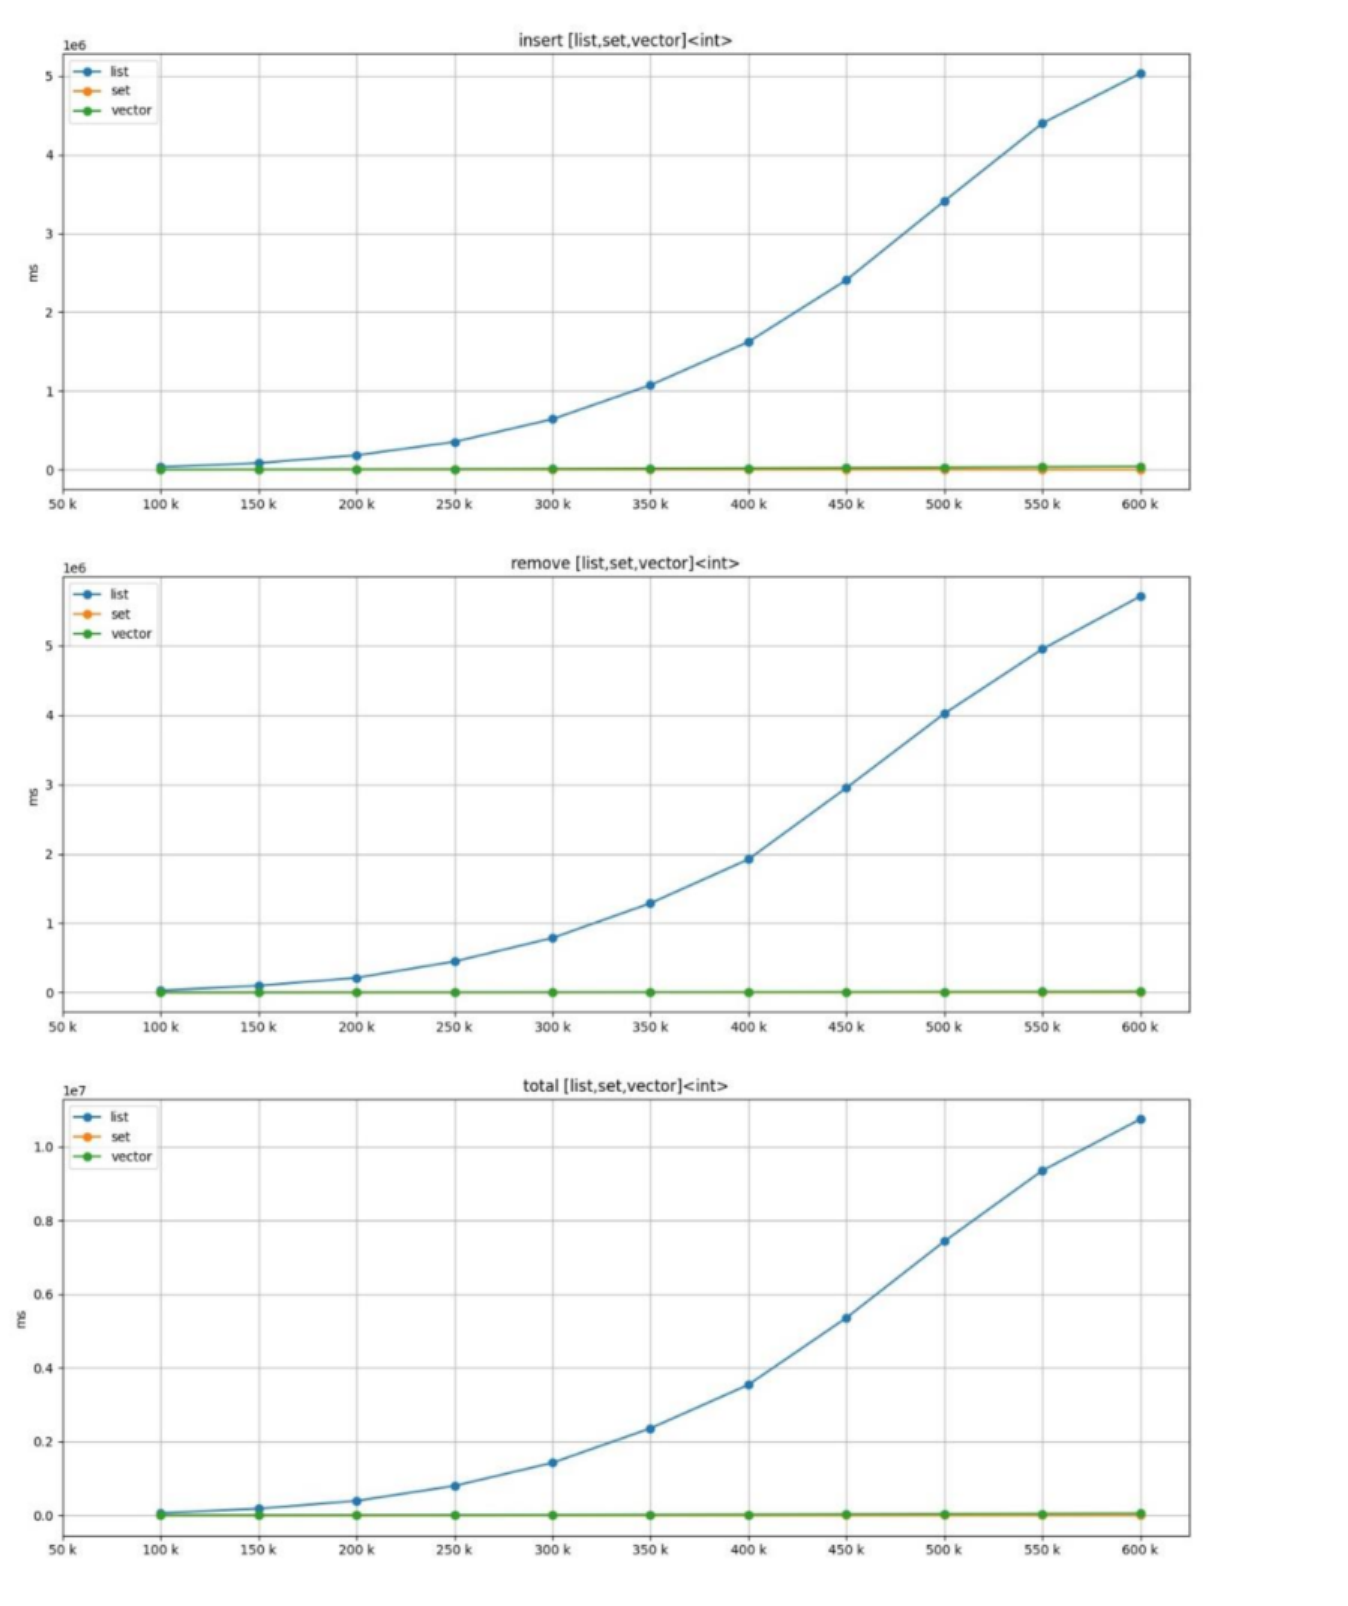 insert [list,set,vector]<int>
1e6
list
set
vector
5
4
3
2
1
0
ms
50 k 100 k 150 k 200 k 250 k 300 k 350 k 400 k 450 k 500 k 550 k 600 k
remove [list,set,vector]<int>
1e6
list
set
vector
5
4
3
2
1
0
ms
50 k 100 k 150 k 200 k 250 k 300 k 350 k 400 k 450 k 500 k 550 k 600 k
total [list,set,vector]<int>
1e7
list
set
vector
1.0
0.8
0.6
0.4
0.2
0.0
ms
50 k 100 k 150 k 200 k 250 k 300 k 350 k 400 k 450 k 500 k 550 k 600 k